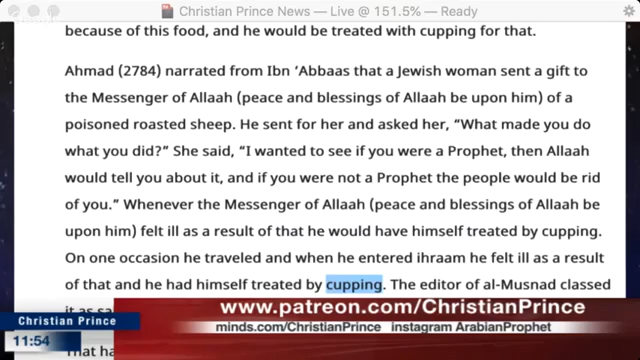 Christian Prince News — Live @ 151.5% — Ready
because of this food, and he would be treated with cupping for that.
Ahmad (2784) narrated from Ibn ‘Abbaas that a Jewish woman sent a gift to
the Messenger of Allaah (peace and blessings of Allaah be upon him) of a
poisoned roasted sheep. He sent for her and asked her, “What made you do
what you did?” She said, “I wanted to see if you were a Prophet, then Allaah
would tell you about it, and if you were not a Prophet the people would be rid
of you.” Whenever the Messenger of Allaah (peace and blessings of Allaah be
upon him) felt ill as a result of that he would have himself treated by cupping.
On one occasion he traveled and when he entered ihraam he felt ill as a result
of that and he had himself treated by cupping. The editor of al-Musnad classed
it as
www.patreon.com/ChristianPrince
Christian Prince
minds.com/ChristianPrince instagram ArabianProphet
11:54
That